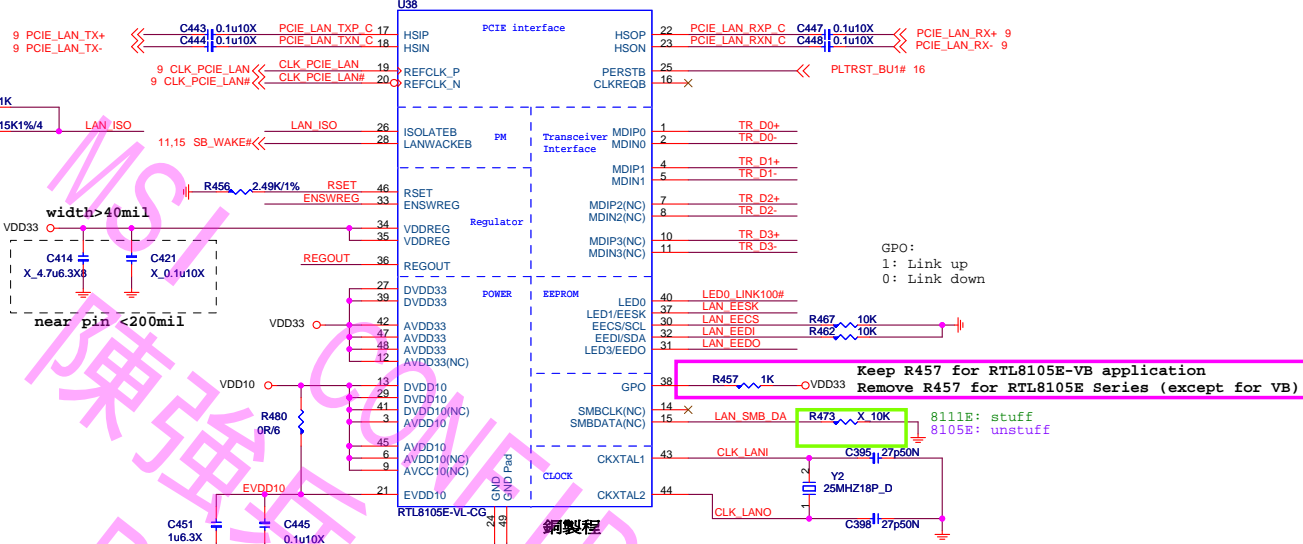 U38
9 PCIE_LAN_TX+
9 PCIE_LAN_TX-
C443 0.1u10X
C444 0.1u10X
PCIE_LAN_TXP_C 17
PCIE_LAN_TXN_C 18
HSIP
HSIN
PCIE interface
HSOP
HSON
22 PCIE_LAN_RXP_C
23 PCIE_LAN_RXN_C
C447 0.1u10X
C448 0.1u10X
PCIE_LAN_RX+ 9
PCIE_LAN_RX- 9
9 CLK_PCIE_LAN
9 CLK_PCIE_LAN#
CLK_PCIE_LAN 19
CLK_PCIE_LAN# 20
REFCLK_P
REFCLK_N
PERSTB 25
CLKREQB 16
PLTRST_BU1# 16
1K
15K1%/4
LAN_ISO
LAN_ISO 26
ISOLATEB
11,15 SB_WAKE# 28
LANWACKEB
PM
Transceiver
Interface
MDIP0 1 TR_D0+
MDIN0 2 TR_D0-
MDIP1 4 TR_D1+
MDIN1 5 TR_D1-
MDIP2(NC) 7 TR_D2+
MDIN2(NC) 8 TR_D2-
MDIP3(NC) 10 TR_D3+
MDIN3(NC) 11 TR_D3-
R456 2.49K/1% RSET 46
RSET
ENSWREG 33
ENSWREG
Regulator
width>40mil
VDD33
34 VDDREG
35 VDDREG
C414
X_4.7u6.3X8
C421
X_0.1u10X
near pin <200mil
REGOUT 36
REGOUT
GPO:
1: Link up
0: Link down
POWER
EEPROM
27 DVDD33
39 DVDD33
VDD33
42 AVDD33
47 AVDD33
48 AVDD33
12 AVDD33(NC)
LED0 40 LED0_LINK100#
LED1/EESK 37 LAN_EESK
EECS/SCL 30 LAN_EECS
EEDI/SDA 32 LAN_EEDI
LED3/EEDO 31 LAN_EEDO
R467 10K
R462 10K
VDD10
13 DVDD10
29 DVDD10
41 DVDD10(NC)
3 AVDD10
45 AVDD10
6 AVDD10(NC)
9 AVCC10(NC)
R480
0R/6
EVDD10 21
EVDD10
C451
1u6.3X
C445
0.1u10X
GPO 38
R457 1K
VDD33
Keep R457 for RTL8105E-VB application
Remove R457 for RTL8105E Series (except for VB)
SMBCLK(NC) 14
SMBDATA(NC) 15
LAN_SMB_DA
R473 X_10K
8111E: stuff
8105E: unstuff
CLOCK
CKXTAL1 43 CLK_LANI
CKXTAL2 44 CLK_LANO
C395 27p50N
Y2
25MHZ18P_D
2
1
C398 27p50N
GND
GND Pad
24
49
RTL8105E-VL-CG
銅製程
MSI
陳強兵